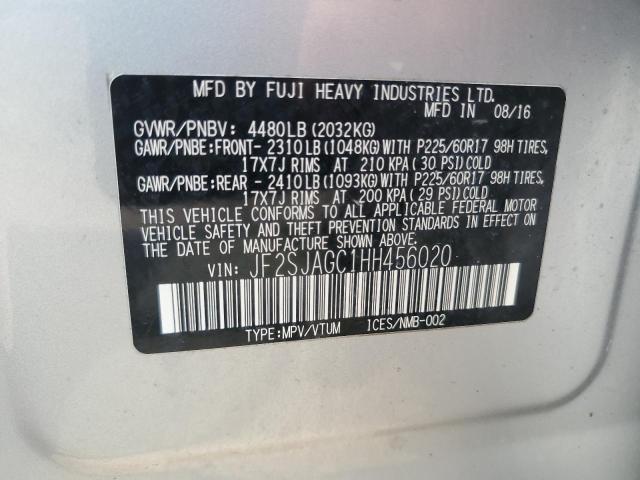 MFD BY FUJI HEAVY INDUSTRIES LTD.
MFD IN 08/16
GVWR/PNBV: 4480LB (2032KG)
GAWR/PNBE:FRONT- 2310LB (1048KG) WITH P225/60R17 98H TIRES,
17X7J RIMS AT 210 KPA (30 PSI) COLD
GAWR/PNBE:REAR - 2410LB (1093KG) WITH P225/60R17 98H TIRES,
17X7J RIMS AT 200 KPA (29 PSI) COLD
THIS VEHICLE CONFORMS TO ALL APPLICABLE FEDERAL MOTOR
VEHICLE SAFETY AND THEFT PREVENTION STANDARDS IN EFFECT ON
THE DATE OF MANUFACTURE SHOWN ABOVE.
VIN: JF2SJAGC1HH456020
TYPE:MPV/VTUM ICES/NMB-002